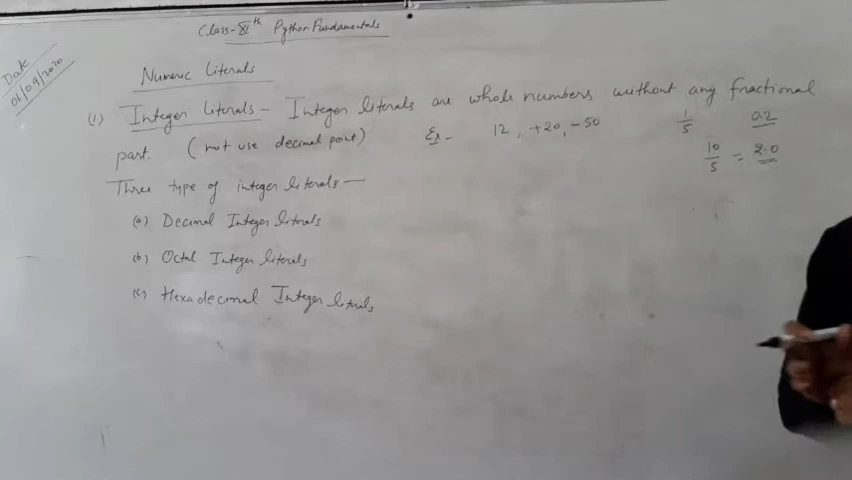 Class-XIth Python Fundamentals
Date
01/09/2020
Numeric Literals
(1) Integer Literals - Integer literals are whole numbers without any fractional
part. (not use decimal point) Ex- 12, +20, -50
1/5 0.2
10/5 = 2.0
Three type of integer literals —
(a) Decimal Integer literals
(b) Octal Integer literals
(c) Hexadecimal Integer literals